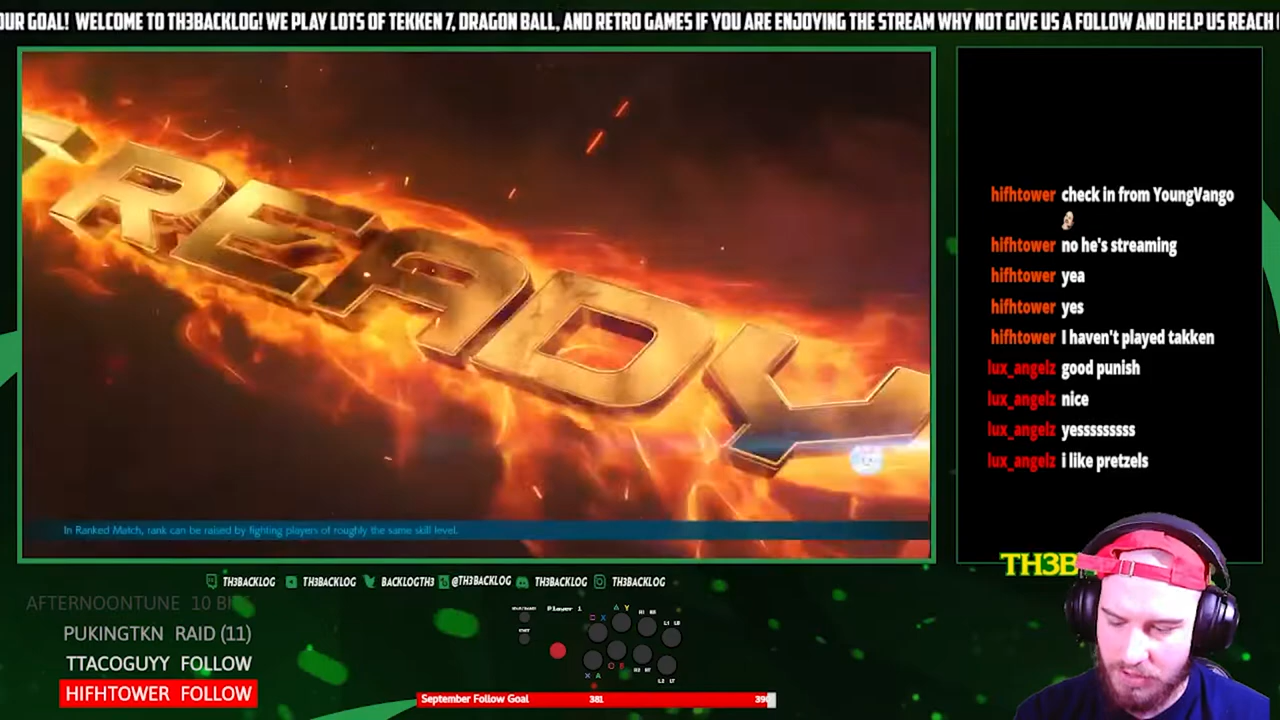 OUR GOAL! WELCOME TO TH3BACKLOG! WE PLAY LOTS OF TEKKEN 7, DRAGON BALL, AND RETRO GAMES IF YOU ARE ENJOYING THE STREAM WHY NOT GIVE US A FOLLOW AND HELP US REACH
READY
In Ranked Match, rank can be raised by fighting players of roughly the same skill level.
hifhtower check in from YoungVango
hifhtower no he's streaming
hifhtower yea
hifhtower yes
hifhtower I haven't played takken
lux_angelz good punish
lux_angelz nice
lux_angelz yesssssssss
lux_angelz i like pretzels
TH3B
TH3BACKLOG TH3BACKLOG BACKLOGTH3 @TH3BACKLOG TH3BACKLOG TH3BACKLOG
AFTERNOONTUNE 10 BITS
PUKINGTKN RAID (11)
TTACOGUYY FOLLOW
HIFHTOWER FOLLOW
Player 1
September Follow Goal 381 390